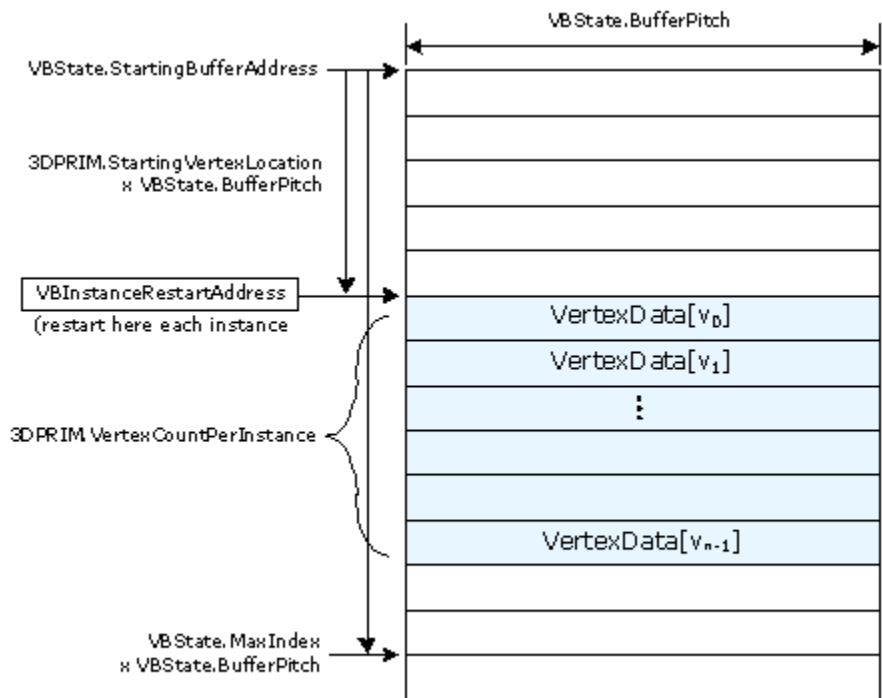 VBState.BufferPitch
VBState.StartingBufferAddress
3DPRIM.StartingVertexLocation
x VBState.BufferPitch
VBInstanceRestartAddress
(restart here each instance
VertexData[v₀]
VertexData[v₁]
⋮
3DPRIM.VertexCountPerInstance
VertexData[vₙ₋₁]
VBState.MaxIndex
x VBState.BufferPitch